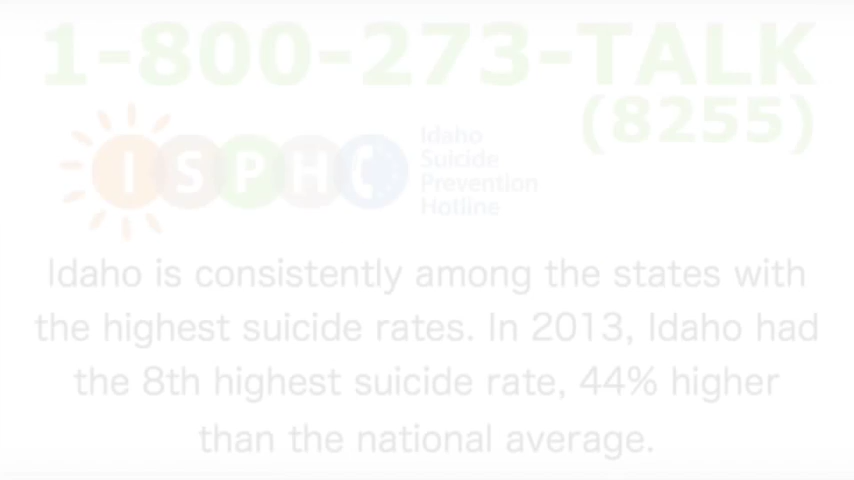 1-800-273-TALK
(8255)
ISPHC
Idaho
Suicide
Prevention
Hotline
Idaho is consistently among the states with
the highest suicide rates. In 2013, Idaho had
the 8th highest suicide rate, 44% higher
than the national average.